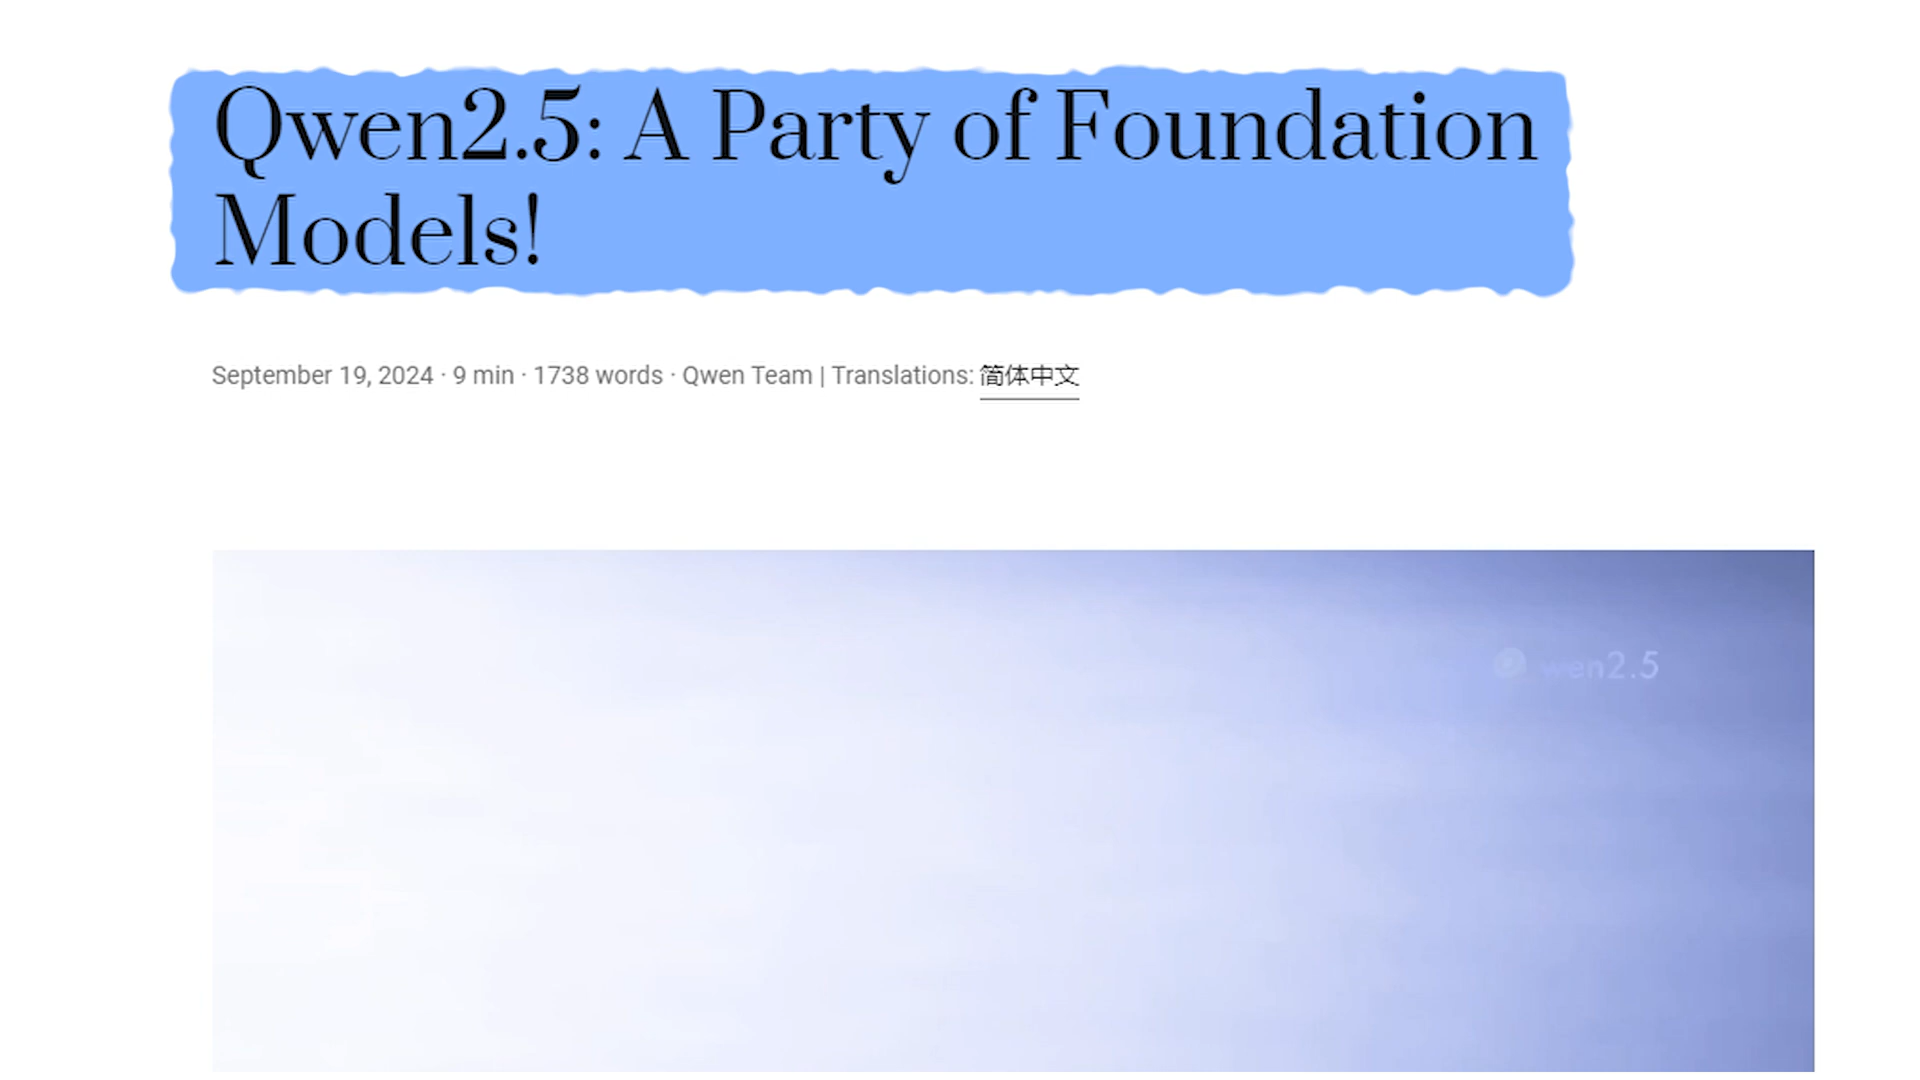 Qwen2.5: A Party of Foundation
Models!
September 19, 2024 · 9 min · 1738 words · Qwen Team | Translations: 简体中文
wen2.5